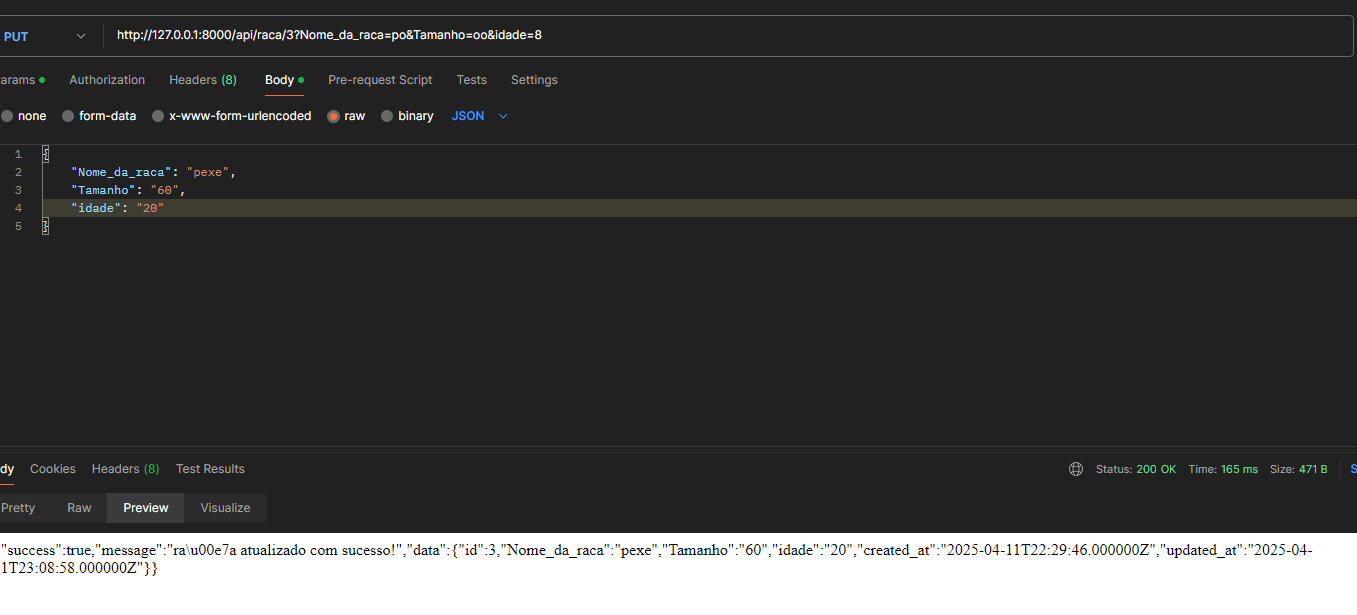 PUT http://127.0.0.1:8000/api/raca/3?Nome_da_raca=po&Tamanho=oo&idade=8
arams Authorization Headers (8) Body Pre-request Script Tests Settings
none form-data x-www-form-urlencoded raw binary JSON
1 {
2 "Nome_da_raca": "pexe",
3 "Tamanho": "60",
4 "idade": "20"
5 }
dy Cookies Headers (8) Test Results Status: 200 OK Time: 165 ms Size: 471 B S
Pretty Raw Preview Visualize
"success":true,"message":"ra\u00e7a atualizado com sucesso!","data":{"id":3,"Nome_da_raca":"pexe","Tamanho":"60","idade":"20","created_at":"2025-04-11T22:29:46.000000Z","updated_at":"2025-04-
1T23:08:58.000000Z"}}